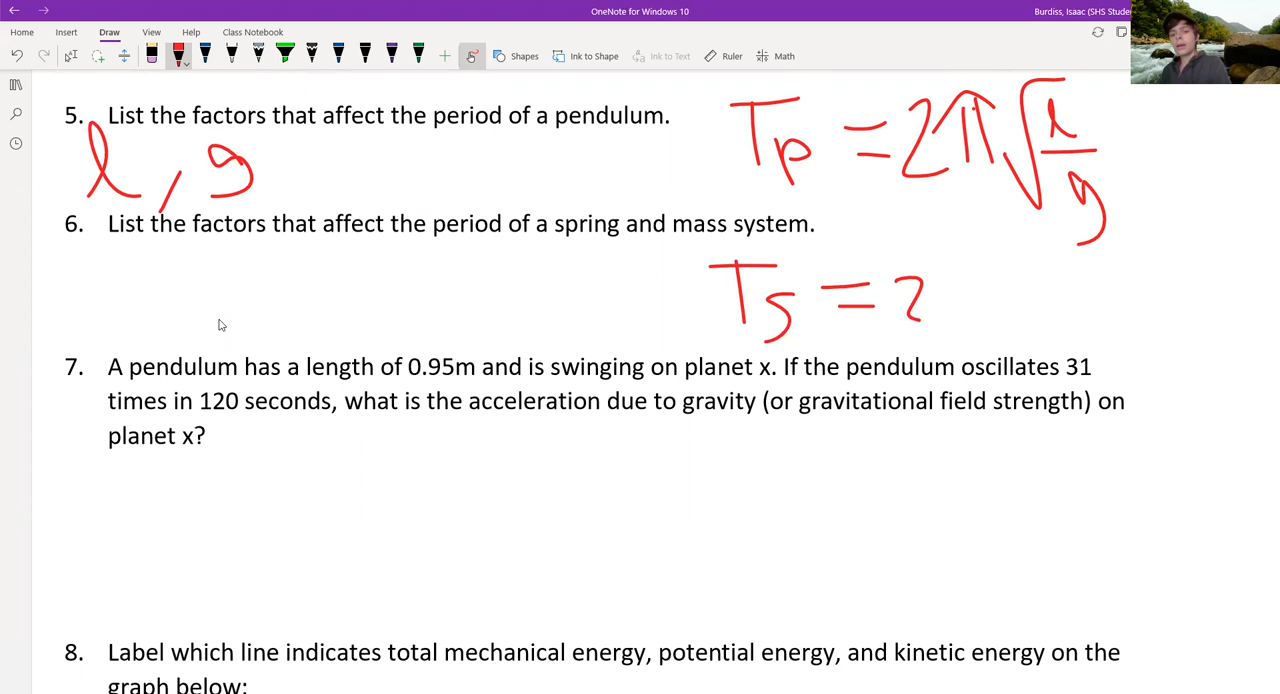 OneNote for Windows 10
Burdiss, Isaac (SHS Stude
Home Insert Draw View Help Class Notebook
Shapes Ink to Shape Ink to Text Ruler Math
5. List the factors that affect the period of a pendulum.
l, g
Tp = 2π√l/g
6. List the factors that affect the period of a spring and mass system.
Ts = 2
7. A pendulum has a length of 0.95m and is swinging on planet x. If the pendulum oscillates 31
times in 120 seconds, what is the acceleration due to gravity (or gravitational field strength) on
planet x?
8. Label which line indicates total mechanical energy, potential energy, and kinetic energy on the
graph below: